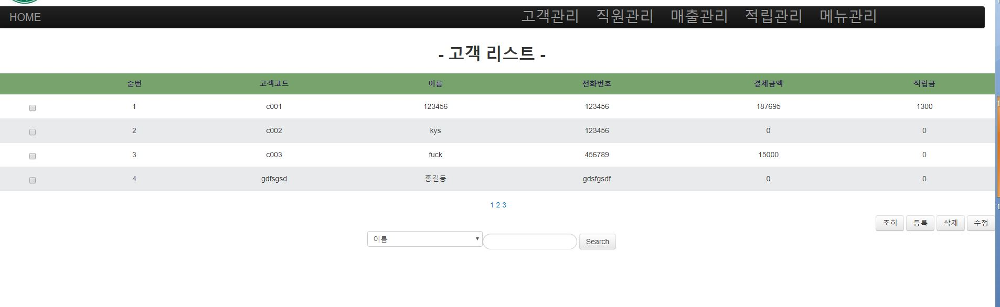 HOME 고객관리 직원관리 매출관리 적립관리 메뉴관리
- 고객 리스트 -
순번 고객코드 이름 전화번호 결제금액 적립금
1 c001 123456 123456 187695 1300
2 c002 kys 123456 0 0
3 c003 fuck 456789 15000 0
4 gdfsgsd 홍길동 gdsfgsdf 0 0
1 2 3
조회 등록 삭제 수정
이름 Search